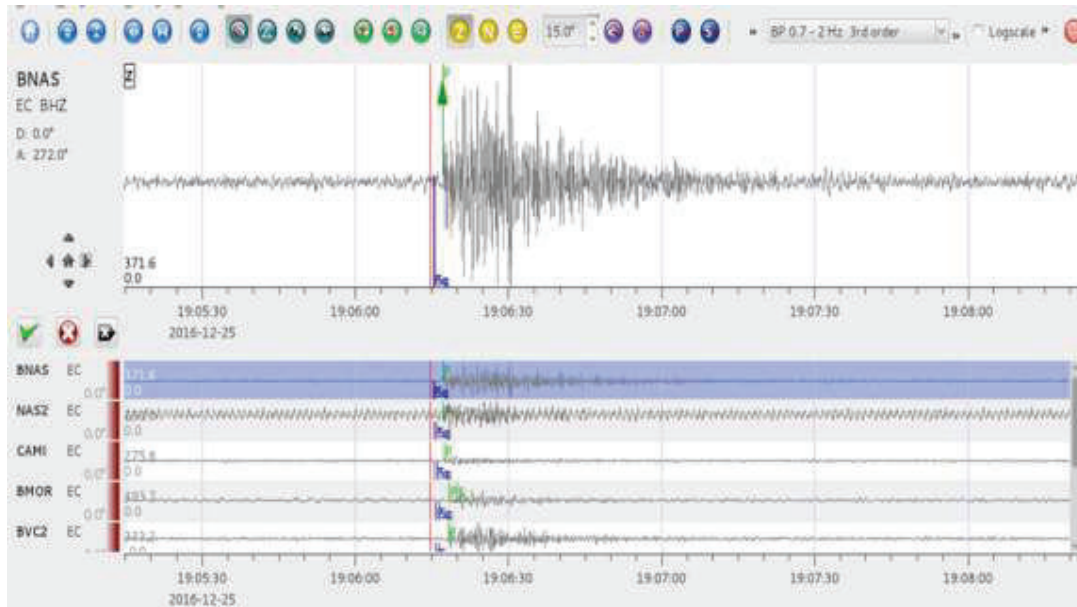 15.0°
» BP 0.7 - 2 Hz 3rd order » Logscale »
BNAS
Z
EC BHZ
D: 0.0°
A: 272.0°
P
371.6
0.0
19:05:30 19:06:00 19:06:30 19:07:00 19:07:30 19:08:00
2016-12-25
BNAS EC 371.6 P
0.0° 0.0
NAS2 EC
0.0° 0.0
CAMI EC 275.8 P
0.0° 0.0
BMOR EC
0.0° 0.0
BVC2 EC 333.2
19:05:30 19:06:00 19:06:30 19:07:00 19:07:30 19:08:00
2016-12-25